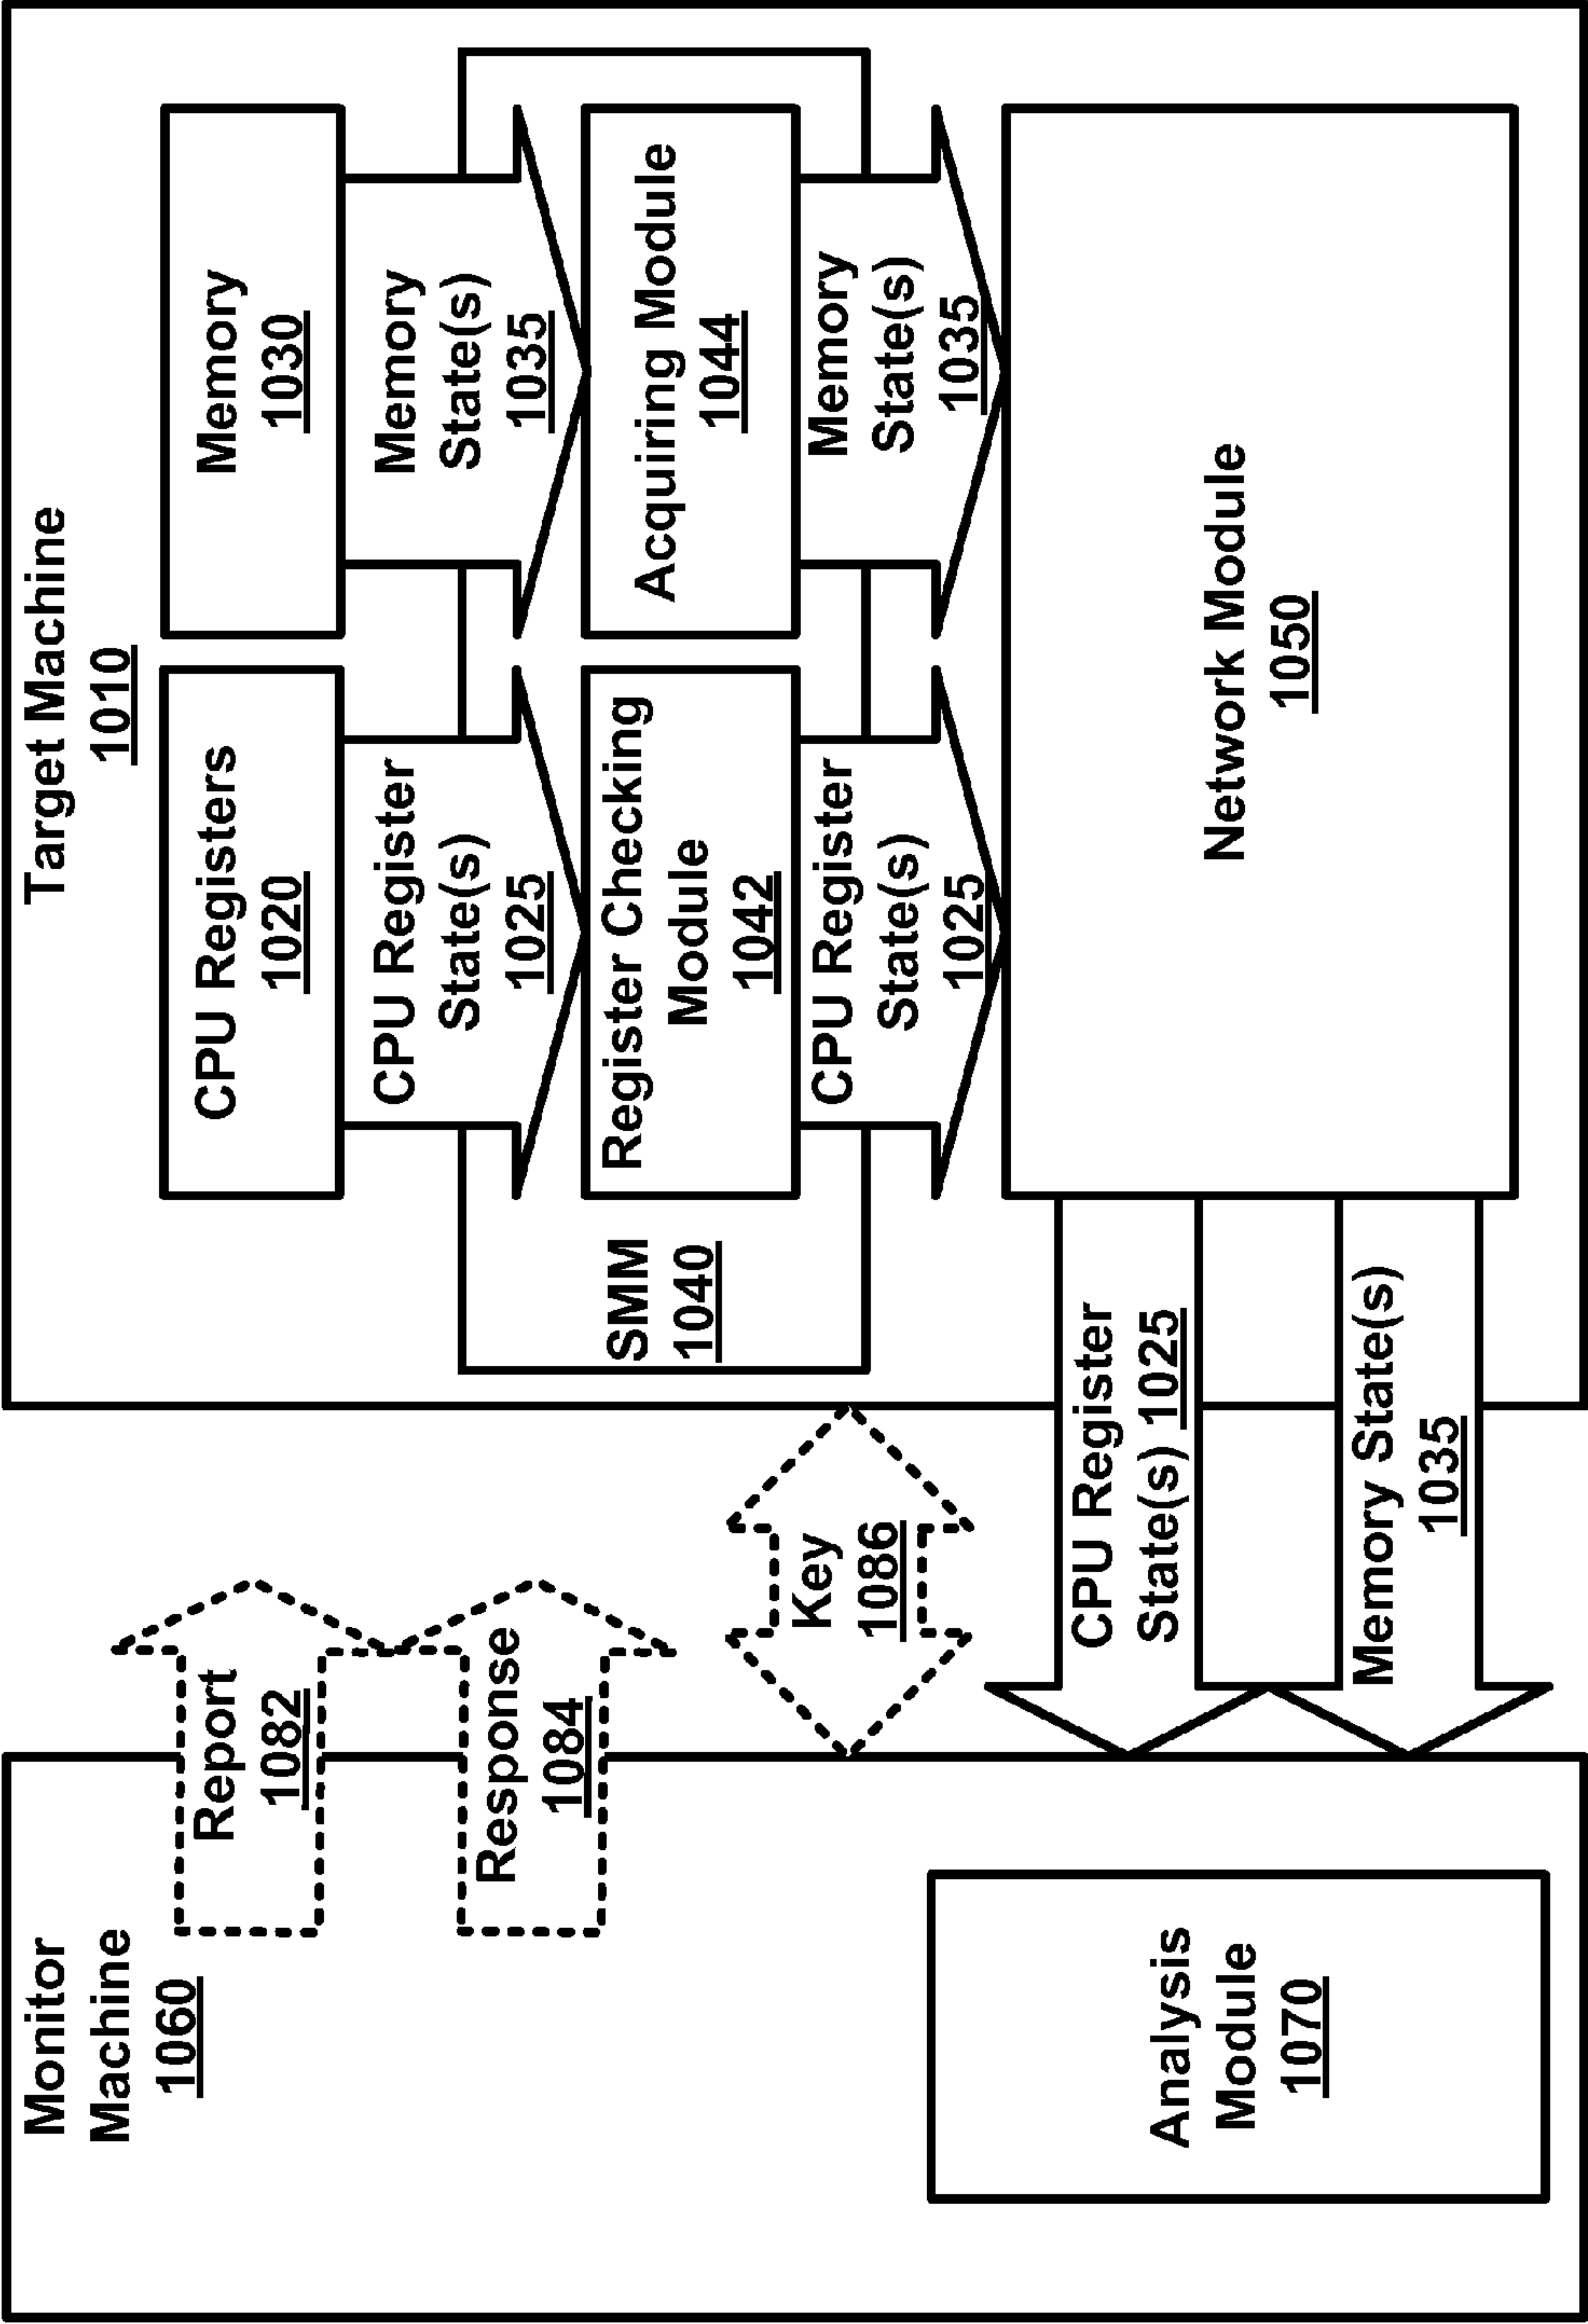 Monitor
Machine
1060
Report
1082
Response
1084
Key
1086
Analysis
Module
1070
CPU Register
State(s) 1025
Memory State(s)
1035
Target Machine
1010
CPU Registers
1020
Memory
1030
CPU Register
State(s)
1025
Memory
State(s)
1035
SMM
1040
Register Checking
Module
1042
Acquiring Module
1044
CPU Register
State(s)
1025
Memory
State(s)
1035
Network Module
1050